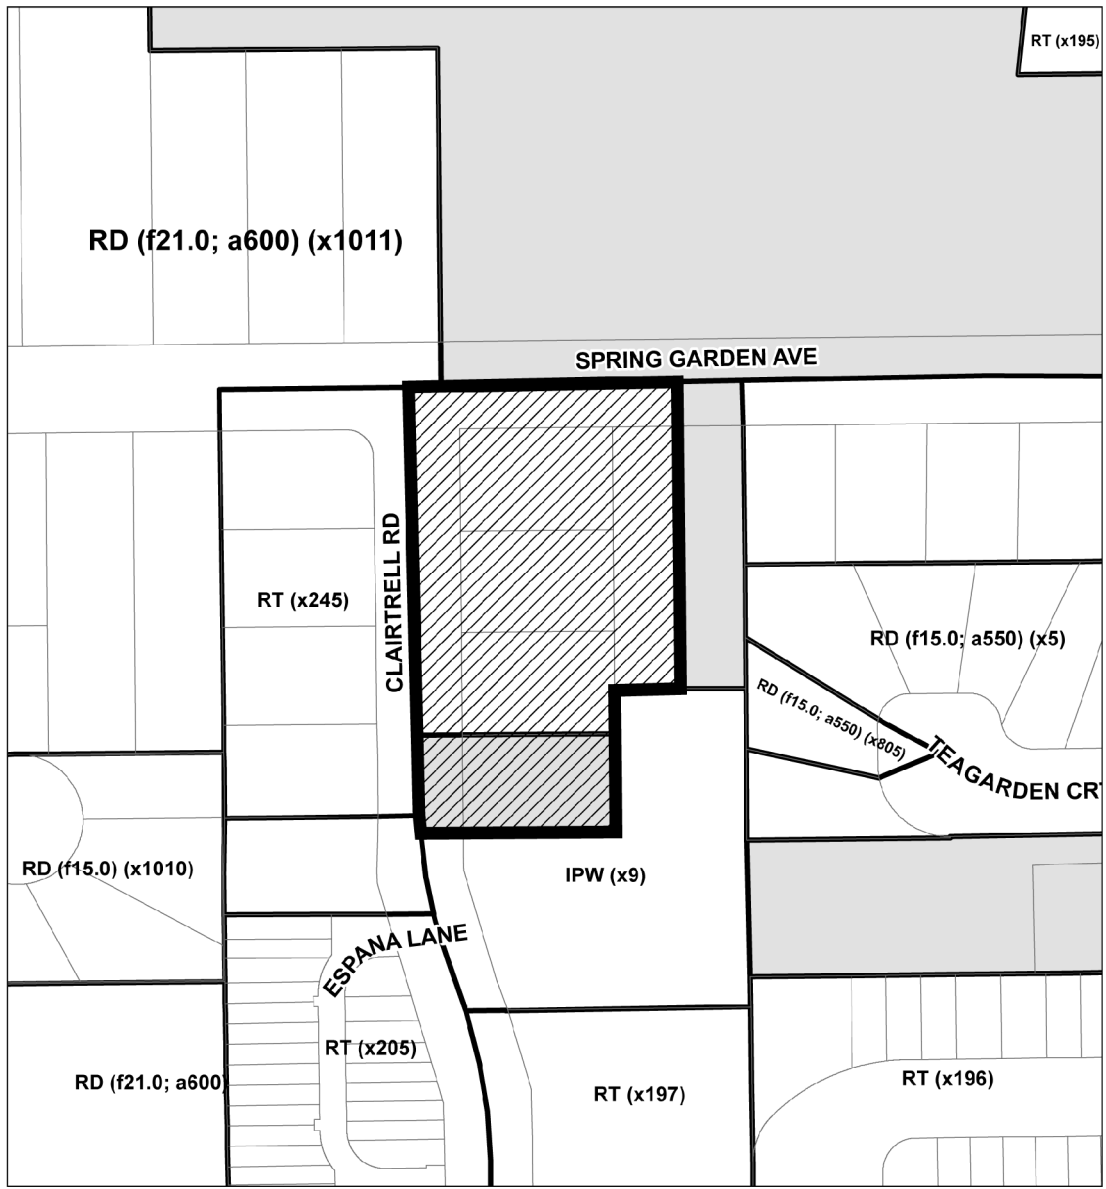 RT (x195)
RD (f21.0; a600) (x1011)
SPRING GARDEN AVE
CLAIRTRELL RD
RT (x245)
RD (f15.0; a550) (x5)
RD (f15.0; a550) (x805)
TEAGARDEN CRT
RD (f15.0) (x1010)
IPW (x9)
ESPANA LANE
RT (x205)
RD (f21.0; a600)
RT (x197)
RT (x196)